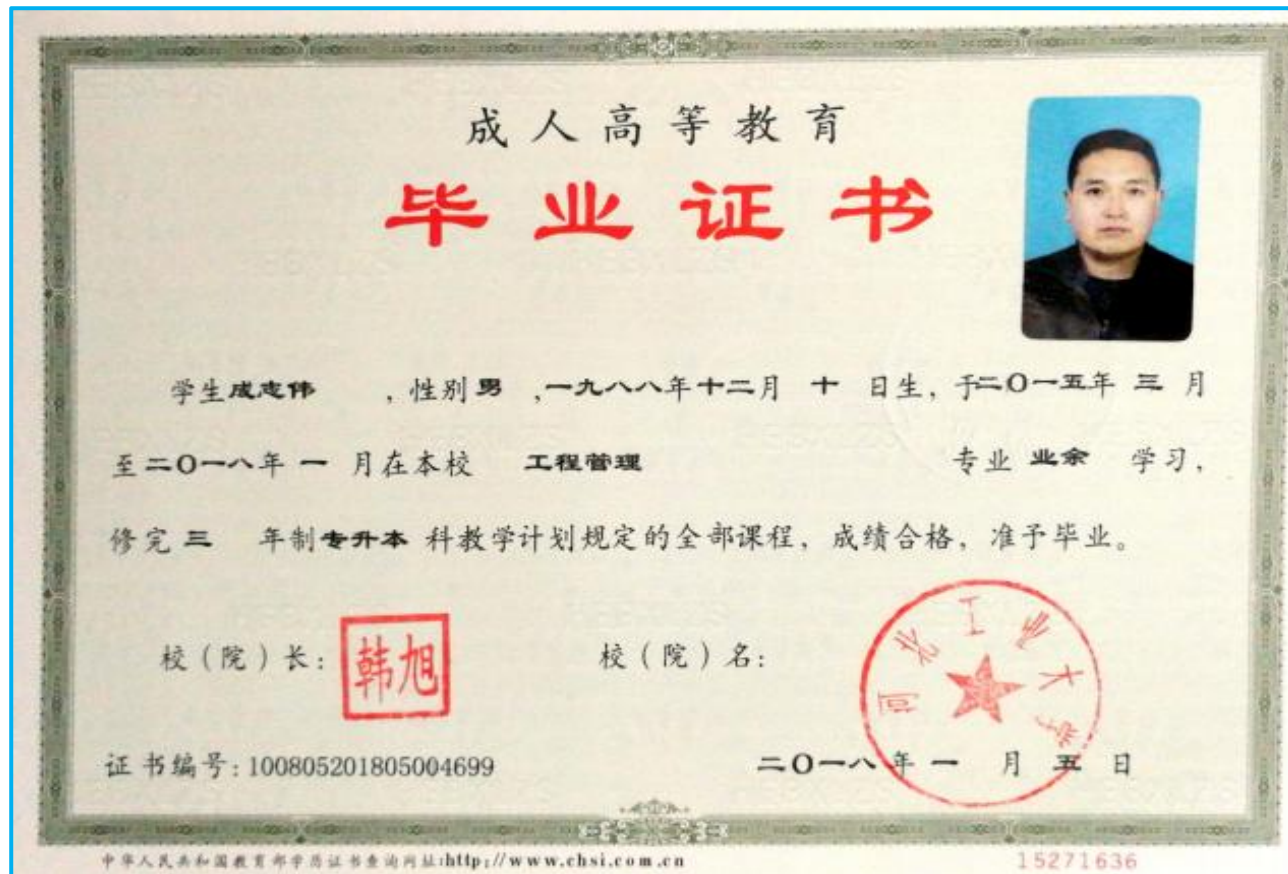 成人高等教育
毕业证书
学生成志伟 ,性别男 ,一九八八年十二月 十 日生, 于二〇一五年 三 月
至二〇一八年 一 月在本校 工程管理 专业 业余 学习,
修完 三 年制专升本 科教学计划规定的全部课程, 成绩合格, 准予毕业。
校(院)长: 韩旭 校(院)名:
河北工业大学
证书编号:100805201805004699 二〇一八年 一 月 五 日
中华人民共和国教育部学历证书查询网址:http://www.chsi.com.cn 15271636